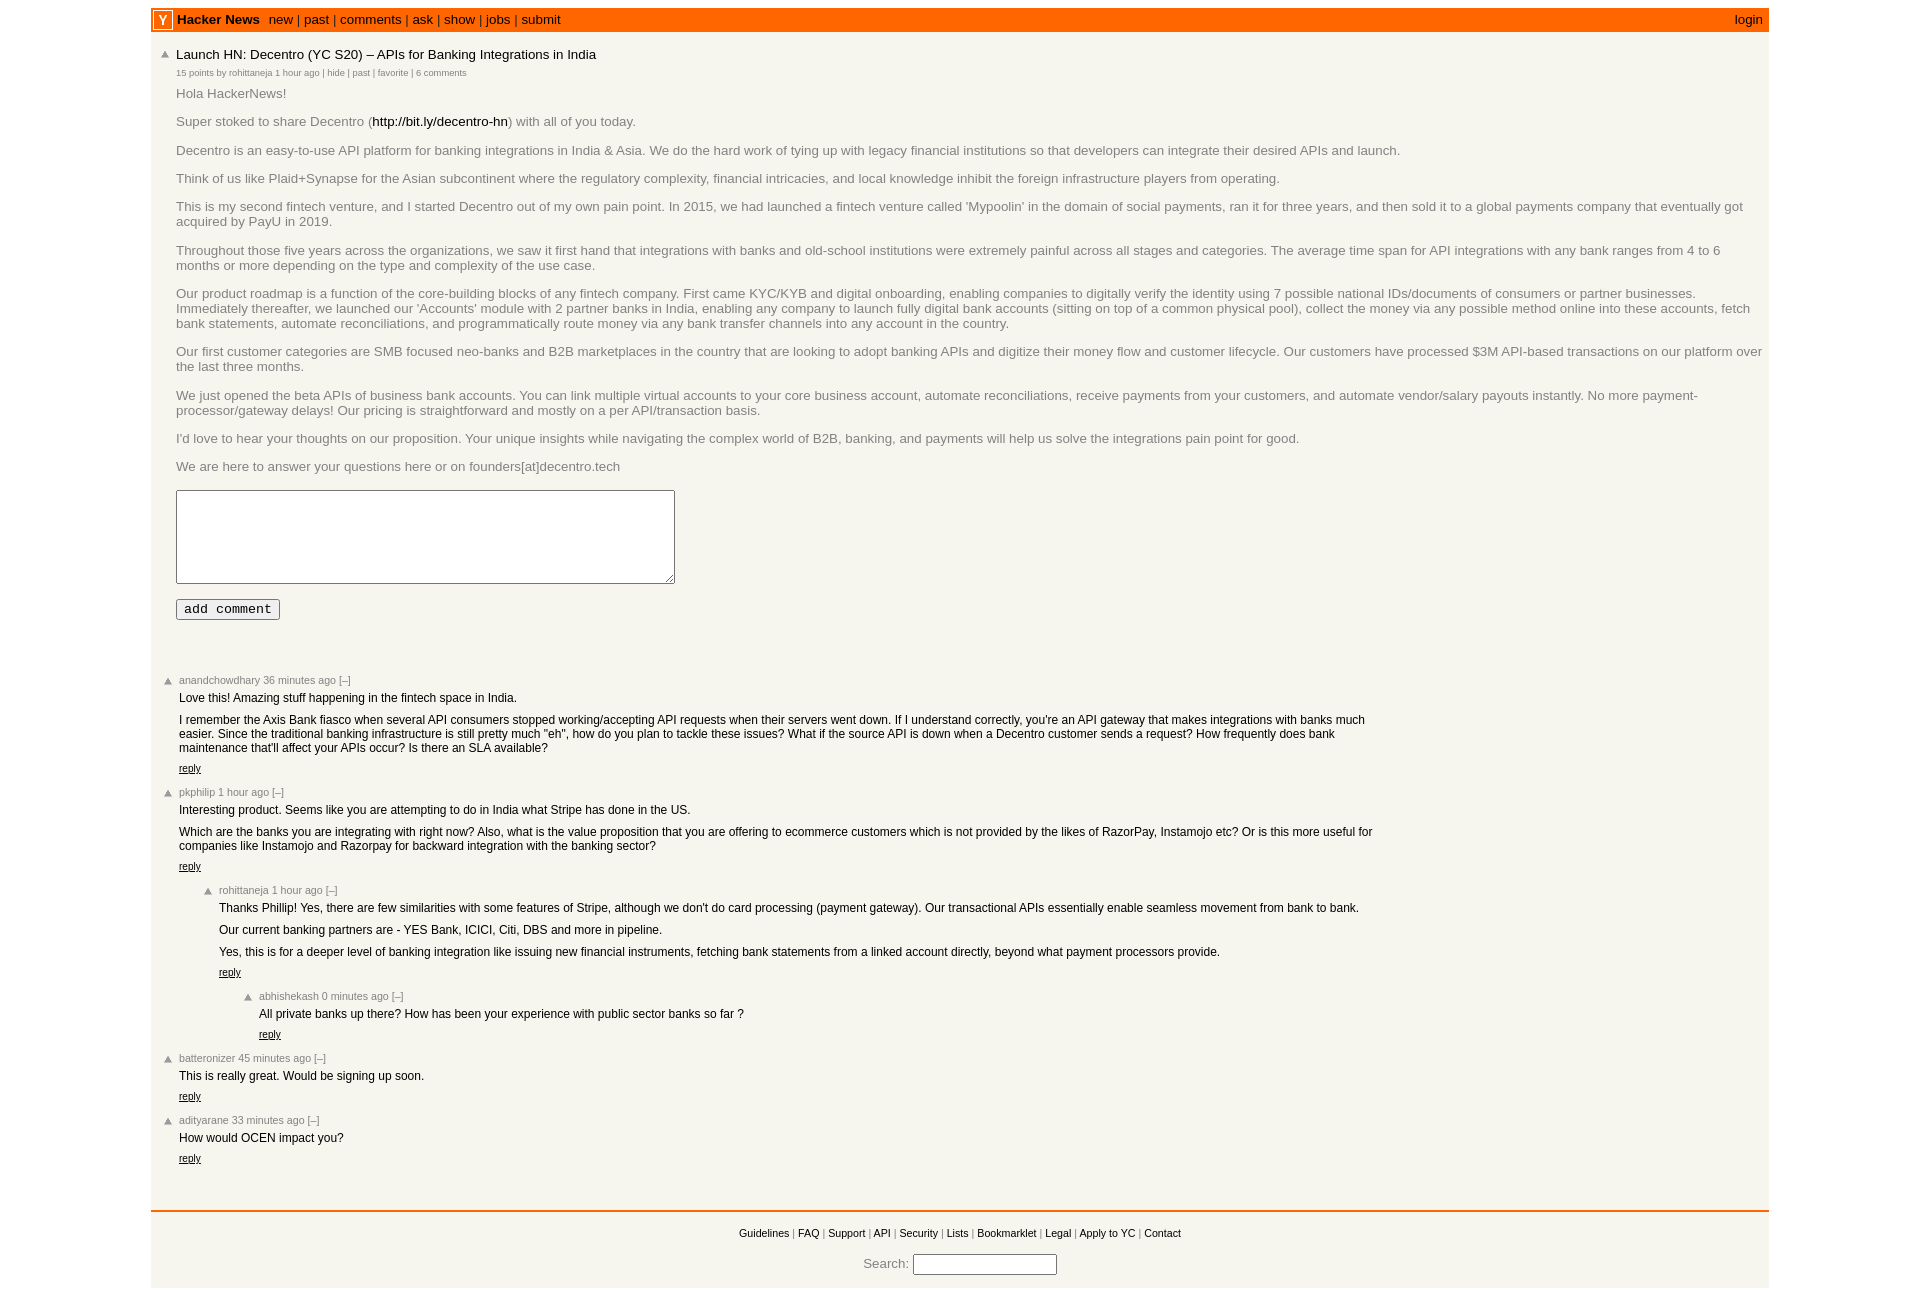 Y Hacker News new | past | comments | ask | show | jobs | submit login
Launch HN: Decentro (YC S20) – APIs for Banking Integrations in India
15 points by rohittaneja 1 hour ago | hide | past | favorite | 6 comments
Hola HackerNews!
Super stoked to share Decentro (http://bit.ly/decentro-hn) with all of you today.
Decentro is an easy-to-use API platform for banking integrations in India & Asia. We do the hard work of tying up with legacy financial institutions so that developers can integrate their desired APIs and launch.
Think of us like Plaid+Synapse for the Asian subcontinent where the regulatory complexity, financial intricacies, and local knowledge inhibit the foreign infrastructure players from operating.
This is my second fintech venture, and I started Decentro out of my own pain point. In 2015, we had launched a fintech venture called 'Mypoolin' in the domain of social payments, ran it for three years, and then sold it to a global payments company that eventually got
acquired by PayU in 2019.
Throughout those five years across the organizations, we saw it first hand that integrations with banks and old-school institutions were extremely painful across all stages and categories. The average time span for API integrations with any bank ranges from 4 to 6
months or more depending on the type and complexity of the use case.
Our product roadmap is a function of the core-building blocks of any fintech company. First came KYC/KYB and digital onboarding, enabling companies to digitally verify the identity using 7 possible national IDs/documents of consumers or partner businesses.
Immediately thereafter, we launched our 'Accounts' module with 2 partner banks in India, enabling any company to launch fully digital bank accounts (sitting on top of a common physical pool), collect the money via any possible method online into these accounts, fetch
bank statements, automate reconciliations, and programmatically route money via any bank transfer channels into any account in the country.
Our first customer categories are SMB focused neo-banks and B2B marketplaces in the country that are looking to adopt banking APIs and digitize their money flow and customer lifecycle. Our customers have processed $3M API-based transactions on our platform over
the last three months.
We just opened the beta APIs of business bank accounts. You can link multiple virtual accounts to your core business account, automate reconciliations, receive payments from your customers, and automate vendor/salary payouts instantly. No more payment-
processor/gateway delays! Our pricing is straightforward and mostly on a per API/transaction basis.
I'd love to hear your thoughts on our proposition. Your unique insights while navigating the complex world of B2B, banking, and payments will help us solve the integrations pain point for good.
We are here to answer your questions here or on founders[at]decentro.tech
add comment
anandchowdhary 36 minutes ago [–]
Love this! Amazing stuff happening in the fintech space in India.
I remember the Axis Bank fiasco when several API consumers stopped working/accepting API requests when their servers went down. If I understand correctly, you're an API gateway that makes integrations with banks much
easier. Since the traditional banking infrastructure is still pretty much "eh", how do you plan to tackle these issues? What if the source API is down when a Decentro customer sends a request? How frequently does bank
maintenance that'll affect your APIs occur? Is there an SLA available?
reply
pkphilip 1 hour ago [–]
Interesting product. Seems like you are attempting to do in India what Stripe has done in the US.
Which are the banks you are integrating with right now? Also, what is the value proposition that you are offering to ecommerce customers which is not provided by the likes of RazorPay, Instamojo etc? Or is this more useful for
companies like Instamojo and Razorpay for backward integration with the banking sector?
reply
rohittaneja 1 hour ago [–]
Thanks Phillip! Yes, there are few similarities with some features of Stripe, although we don't do card processing (payment gateway). Our transactional APIs essentially enable seamless movement from bank to bank.
Our current banking partners are - YES Bank, ICICI, Citi, DBS and more in pipeline.
Yes, this is for a deeper level of banking integration like issuing new financial instruments, fetching bank statements from a linked account directly, beyond what payment processors provide.
reply
abhishekash 0 minutes ago [–]
All private banks up there? How has been your experience with public sector banks so far ?
reply
batteronizer 45 minutes ago [–]
This is really great. Would be signing up soon.
reply
adityarane 33 minutes ago [–]
How would OCEN impact you?
reply
Guidelines | FAQ | Support | API | Security | Lists | Bookmarklet | Legal | Apply to YC | Contact
Search: